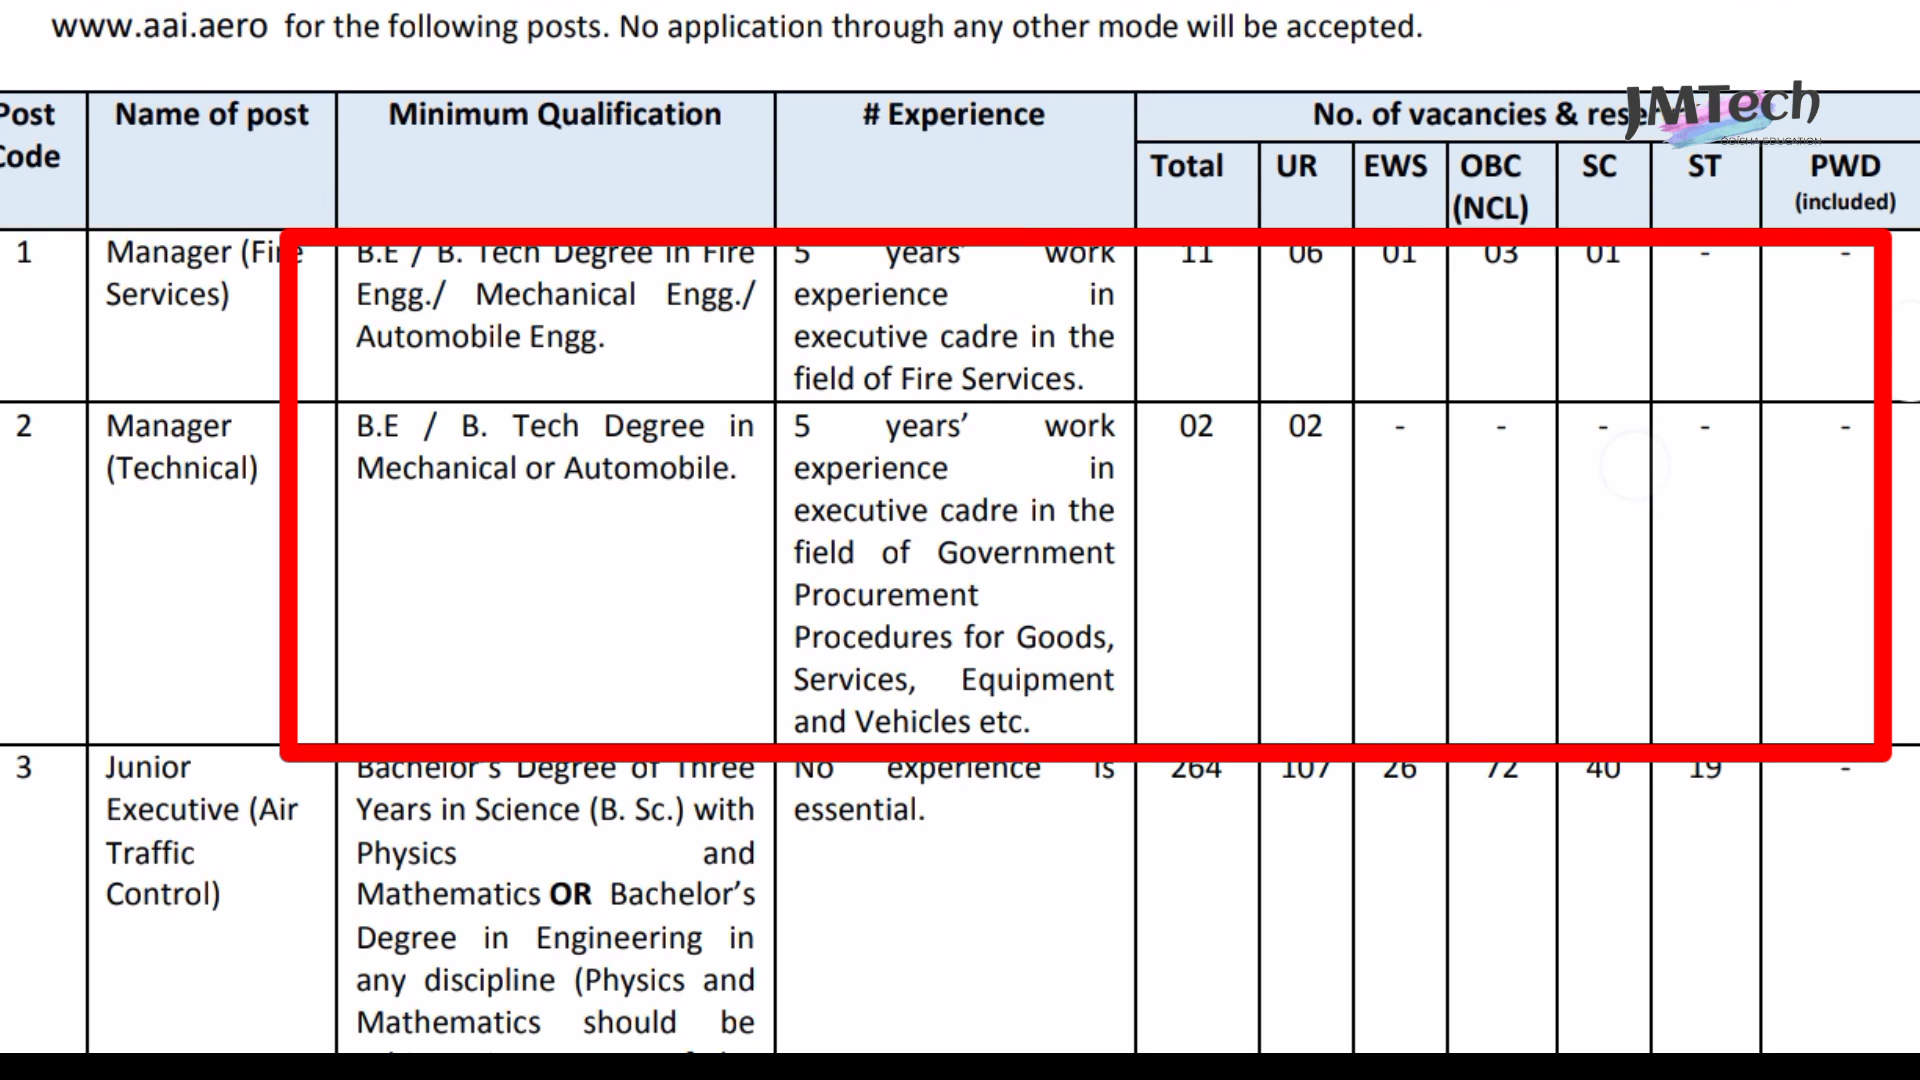 www.aai.aero for the following posts. No application through any other mode will be accepted.
Post Code
Name of post
Minimum Qualification
# Experience
No. of vacancies & rese
JMTech
ODISHA EDUCATION
Total
UR
EWS
OBC (NCL)
SC
ST
PWD (included)
1
Manager (Fire
Services)
B.E / B. Tech Degree in Fire
Engg./ Mechanical Engg./
Automobile Engg.
5 years' work
experience in
executive cadre in the
field of Fire Services.
11
06
01
03
01
-
-
2
Manager
(Technical)
B.E / B. Tech Degree in
Mechanical or Automobile.
5 years’ work
experience in
executive cadre in the
field of Government
Procurement
Procedures for Goods,
Services, Equipment
and Vehicles etc.
02
02
-
-
-
-
-
3
Junior
Executive (Air
Traffic
Control)
Bachelor's Degree of Three
Years in Science (B. Sc.) with
Physics and
Mathematics OR Bachelor’s
Degree in Engineering in
any discipline (Physics and
Mathematics should be
No experience is
essential.
264
107
26
72
40
19
-